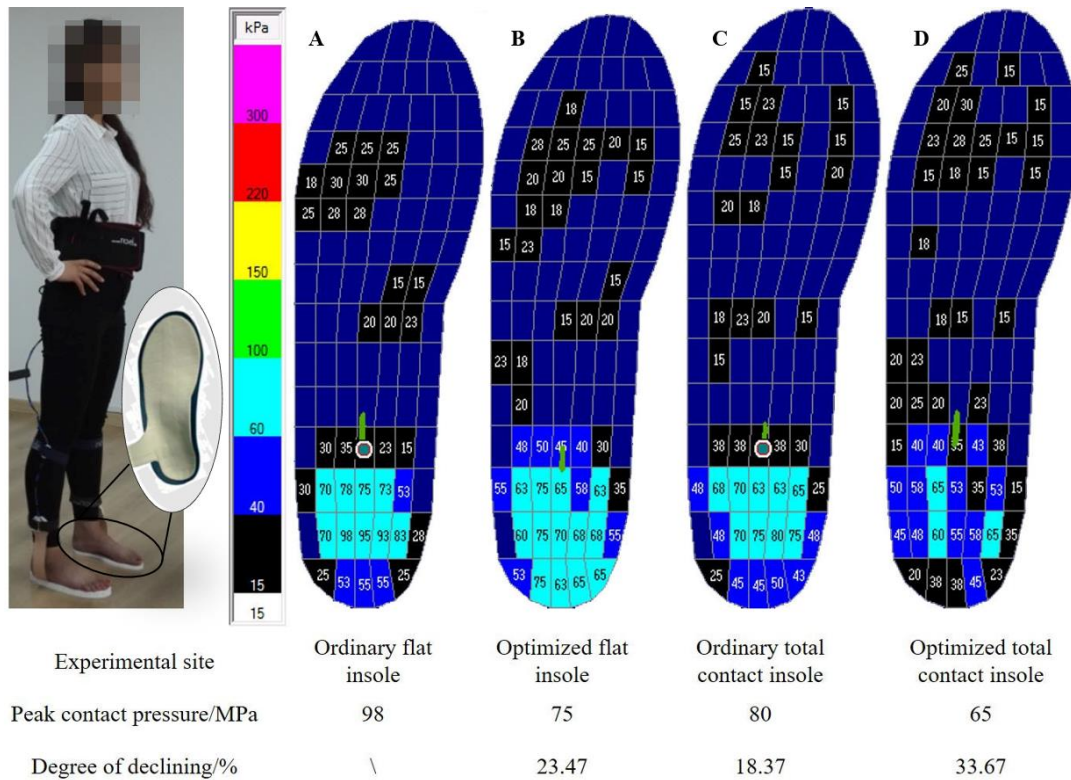 kPa
300
220
150
100
60
40
15
15
A
25 25 25
18 30 30 25
25 28 28
15 15
20 20 23
30 35 23 15
30 70 78 75 73 53
70 98 95 93 83 28
25 53 55 55 25
B
18
28 25 25 20 15
20 20 15 15
18 18
15 23
15
15 20 20
23 18
20
48 50 45 40 30
55 63 75 65 58 63 35
60 75 70 68 68 55
53 75 63 65 65
C
15
15 23 15
25 23 15 15
15 20
20 18
18 23 20 15
15
38 38 38 30
48 68 70 63 63 65 25
48 70 75 80 75 48
25 45 45 50 43
D
25 15
20 30 15
23 28 25 15 15
15 18 15 15
18
18 15 15
20 23
20 25 20 23
15 40 40 35 43 38
50 58 65 53 35 53 15
45 48 60 55 58 65 35
20 38 38 45 23
Experimental site
Ordinary flat
insole
Optimized flat
insole
Ordinary total
contact insole
Optimized total
contact insole
Peak contact pressure/MPa 98 75 80 65
Degree of declining/% \ 23.47 18.37 33.67